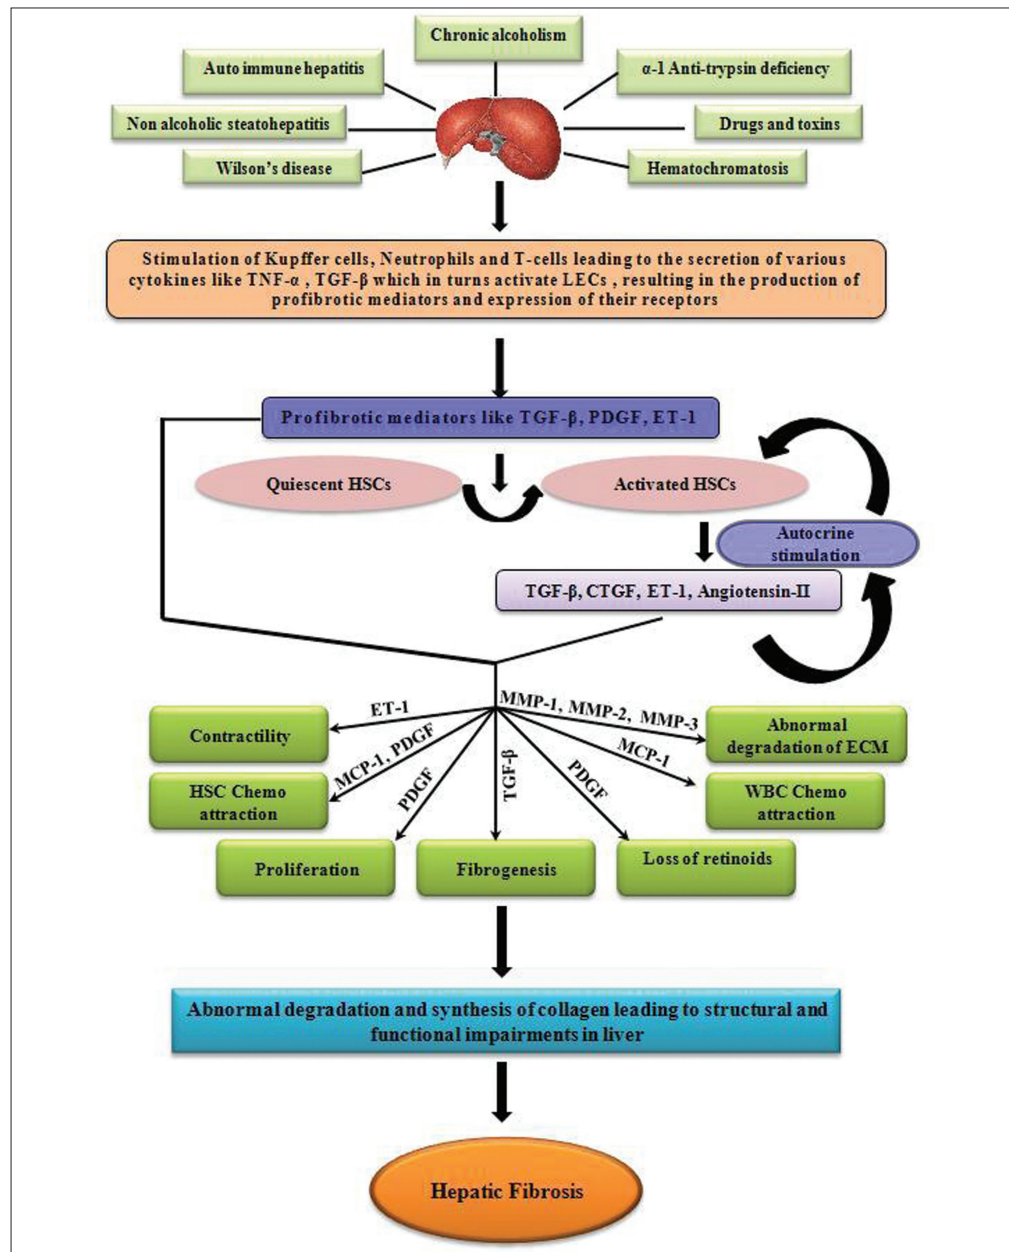 Chronic alcoholism
Auto immune hepatitis
α-1 Anti-trypsin deficiency
Non alcoholic steatohepatitis
Drugs and toxins
Wilson's disease
Hematochromatosis
Stimulation of Kupffer cells, Neutrophils and T-cells leading to the secretion of various
cytokines like TNF-α , TGF-β which in turns activate LECs , resulting in the production of
profibrotic mediators and expression of their receptors
Profibrotic mediators like TGF-β, PDGF, ET-1
Quiescent HSCs
Activated HSCs
Autocrine
stimulation
TGF-β, CTGF, ET-1, Angiotensin-II
ET-1
MMP-1, MMP-2, MMP-3
Contractility
Abnormal
degradation of ECM
MCP-1, PDGF
MCP-1
PDGF
TGF-β
PDGF
HSC Chemo
attraction
WBC Chemo
attraction
Proliferation
Fibrogenesis
Loss of retinoids
Abnormal degradation and synthesis of collagen leading to structural and
functional impairments in liver
Hepatic Fibrosis